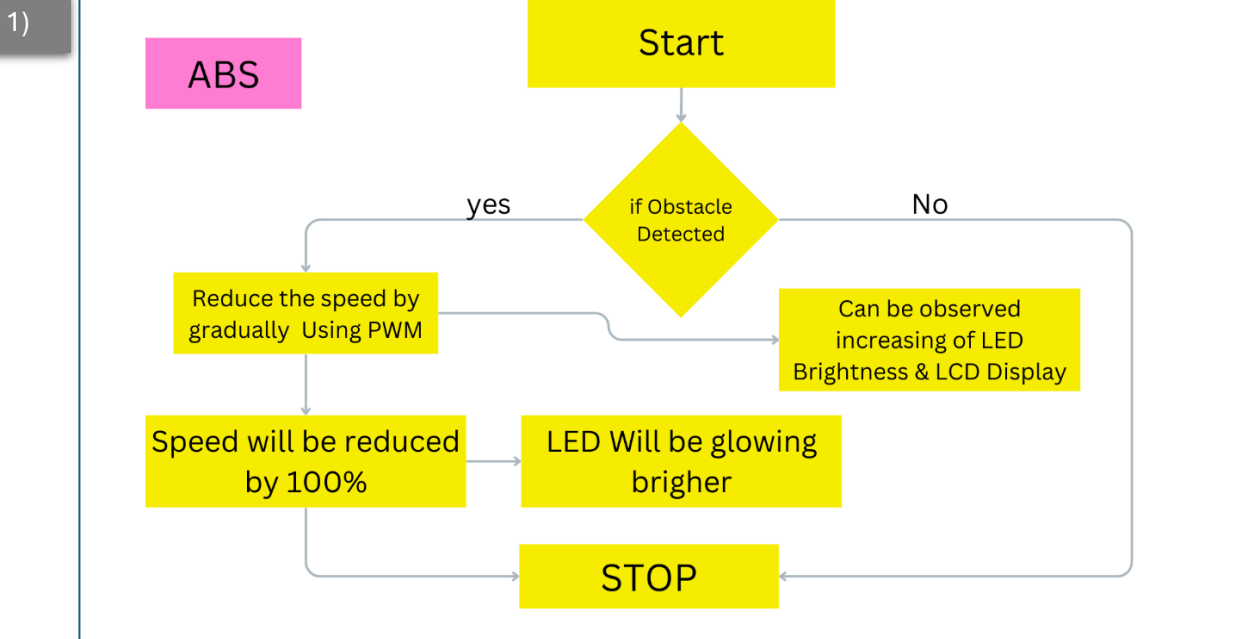 1)
ABS
Start
yes
if Obstacle
Detected
No
Reduce the speed by
gradually  Using PWM
Can be observed
increasing of LED
Brightness & LCD Display
Speed will be reduced
by 100%
LED Will be glowing
brigher
STOP